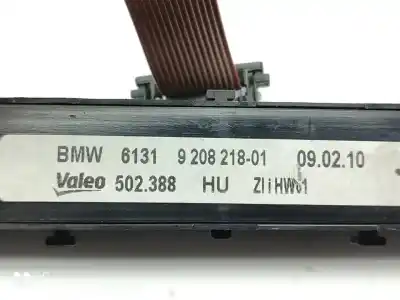 BMW 6131 9 208 218-01 09.02.10
Valeo 502.388 HU